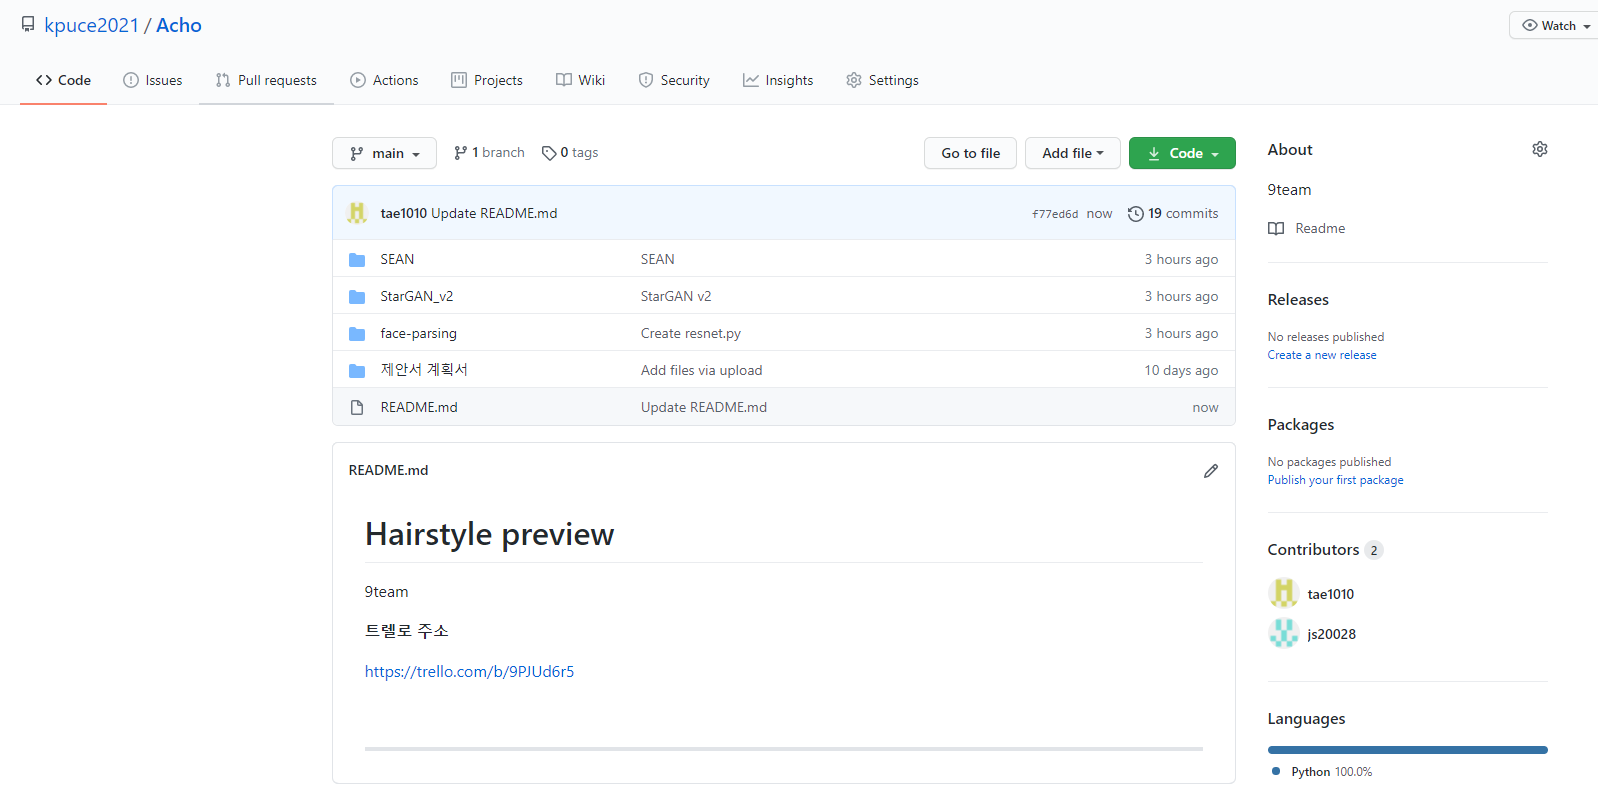 kpuce2021 / Acho
Watch
Code Issues Pull requests Actions Projects Wiki Security Insights Settings
main 1 branch 0 tags Go to file Add file Code
tae1010 Update README.md f77ed6d now 19 commits
SEAN SEAN 3 hours ago
StarGAN_v2 StarGAN v2 3 hours ago
face-parsing Create resnet.py 3 hours ago
제안서 계획서 Add files via upload 10 days ago
README.md Update README.md now
README.md
Hairstyle preview
9team
트렐로 주소
https://trello.com/b/9PJUd6r5
About
9team
Readme
Releases
No releases published
Create a new release
Packages
No packages published
Publish your first package
Contributors 2
tae1010
js20028
Languages
Python 100.0%